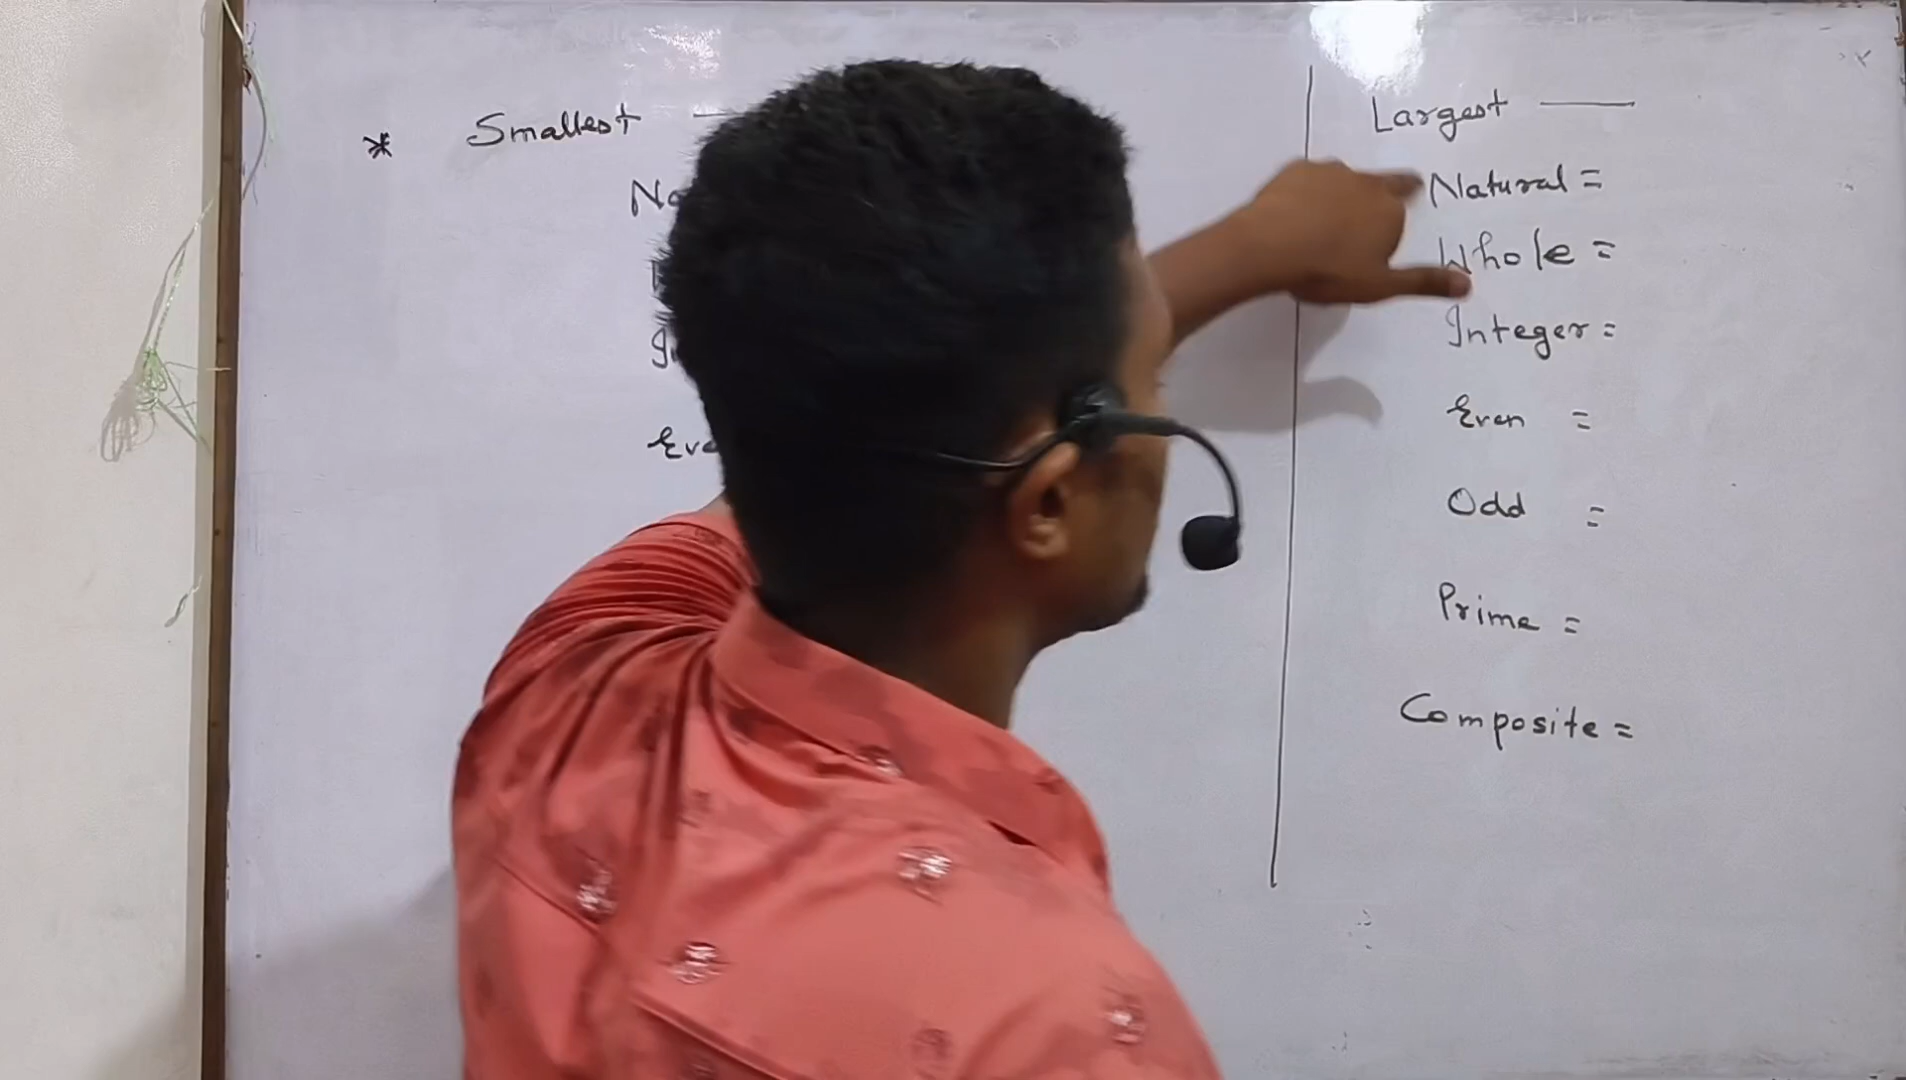 * Smallest —
Largest —
Natural =
Whole =
Integer =
Even =
Odd =
Prime =
Composite =